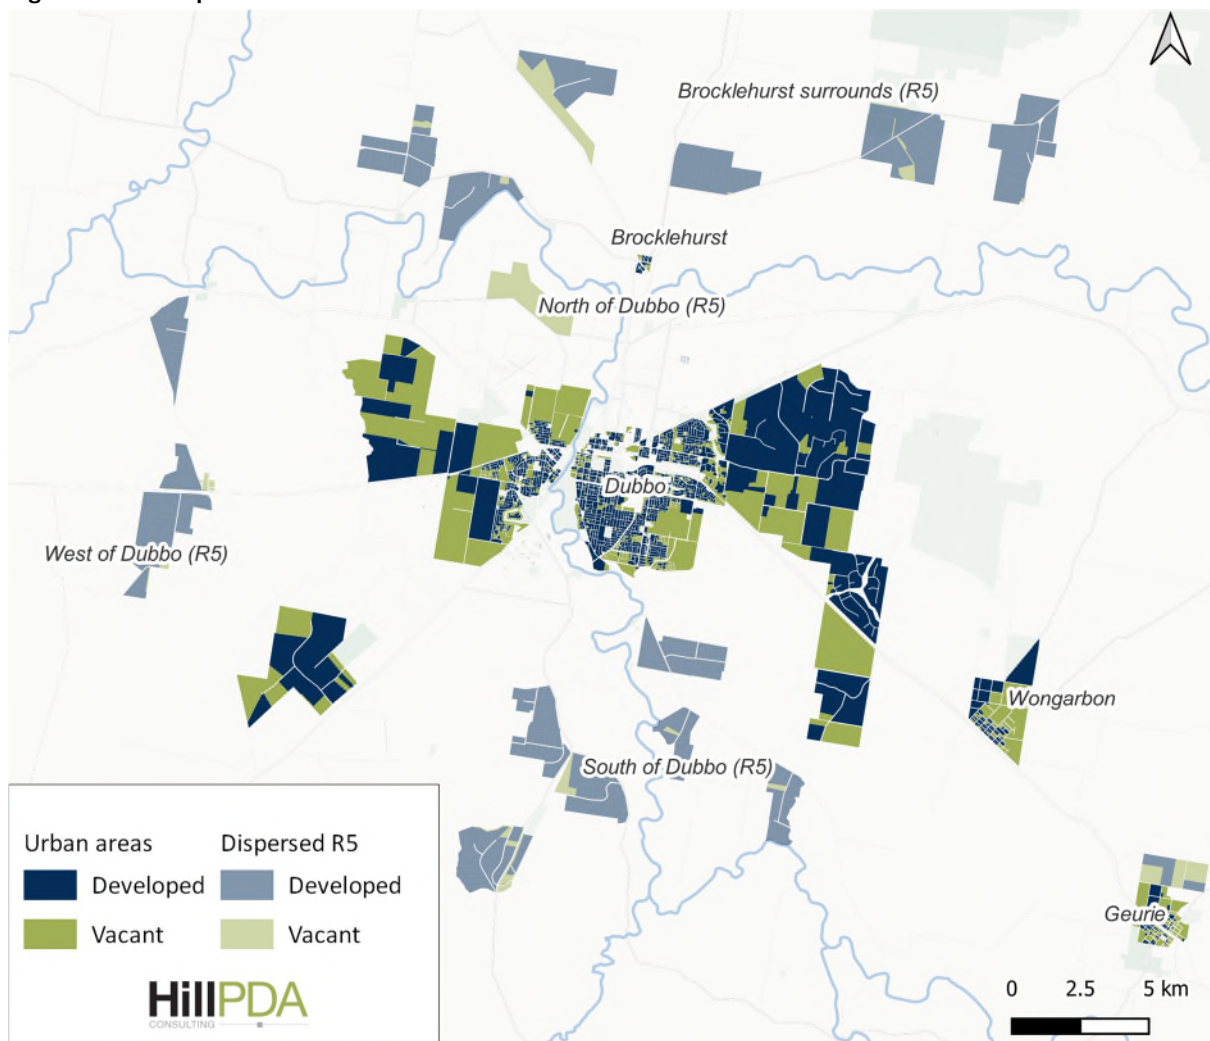 Brocklehurst surrounds (R5)
Brocklehurst
North of Dubbo (R5)
Dubbo
West of Dubbo (R5)
Wongarbon
South of Dubbo (R5)
Geurie
Urban areas
Dispersed R5
Developed
Developed
Vacant
Vacant
HillPDA
CONSULTING
0 2.5 5 km